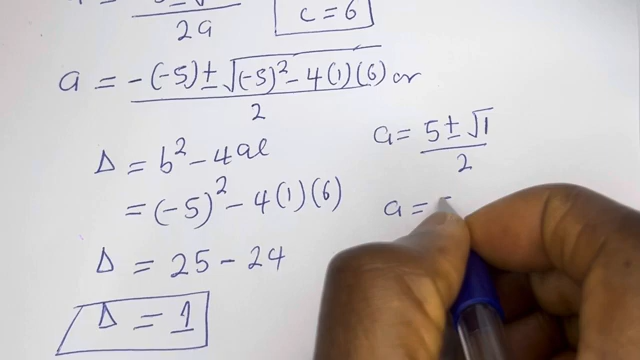 2a
c = 6
a = -(-5) ± √(-5)² - 4(1)(6) or
2
Δ = b² - 4ac
= (-5)² - 4(1)(6)
Δ = 25 - 24
Δ = 1
a = 5 ± √1
2
a =